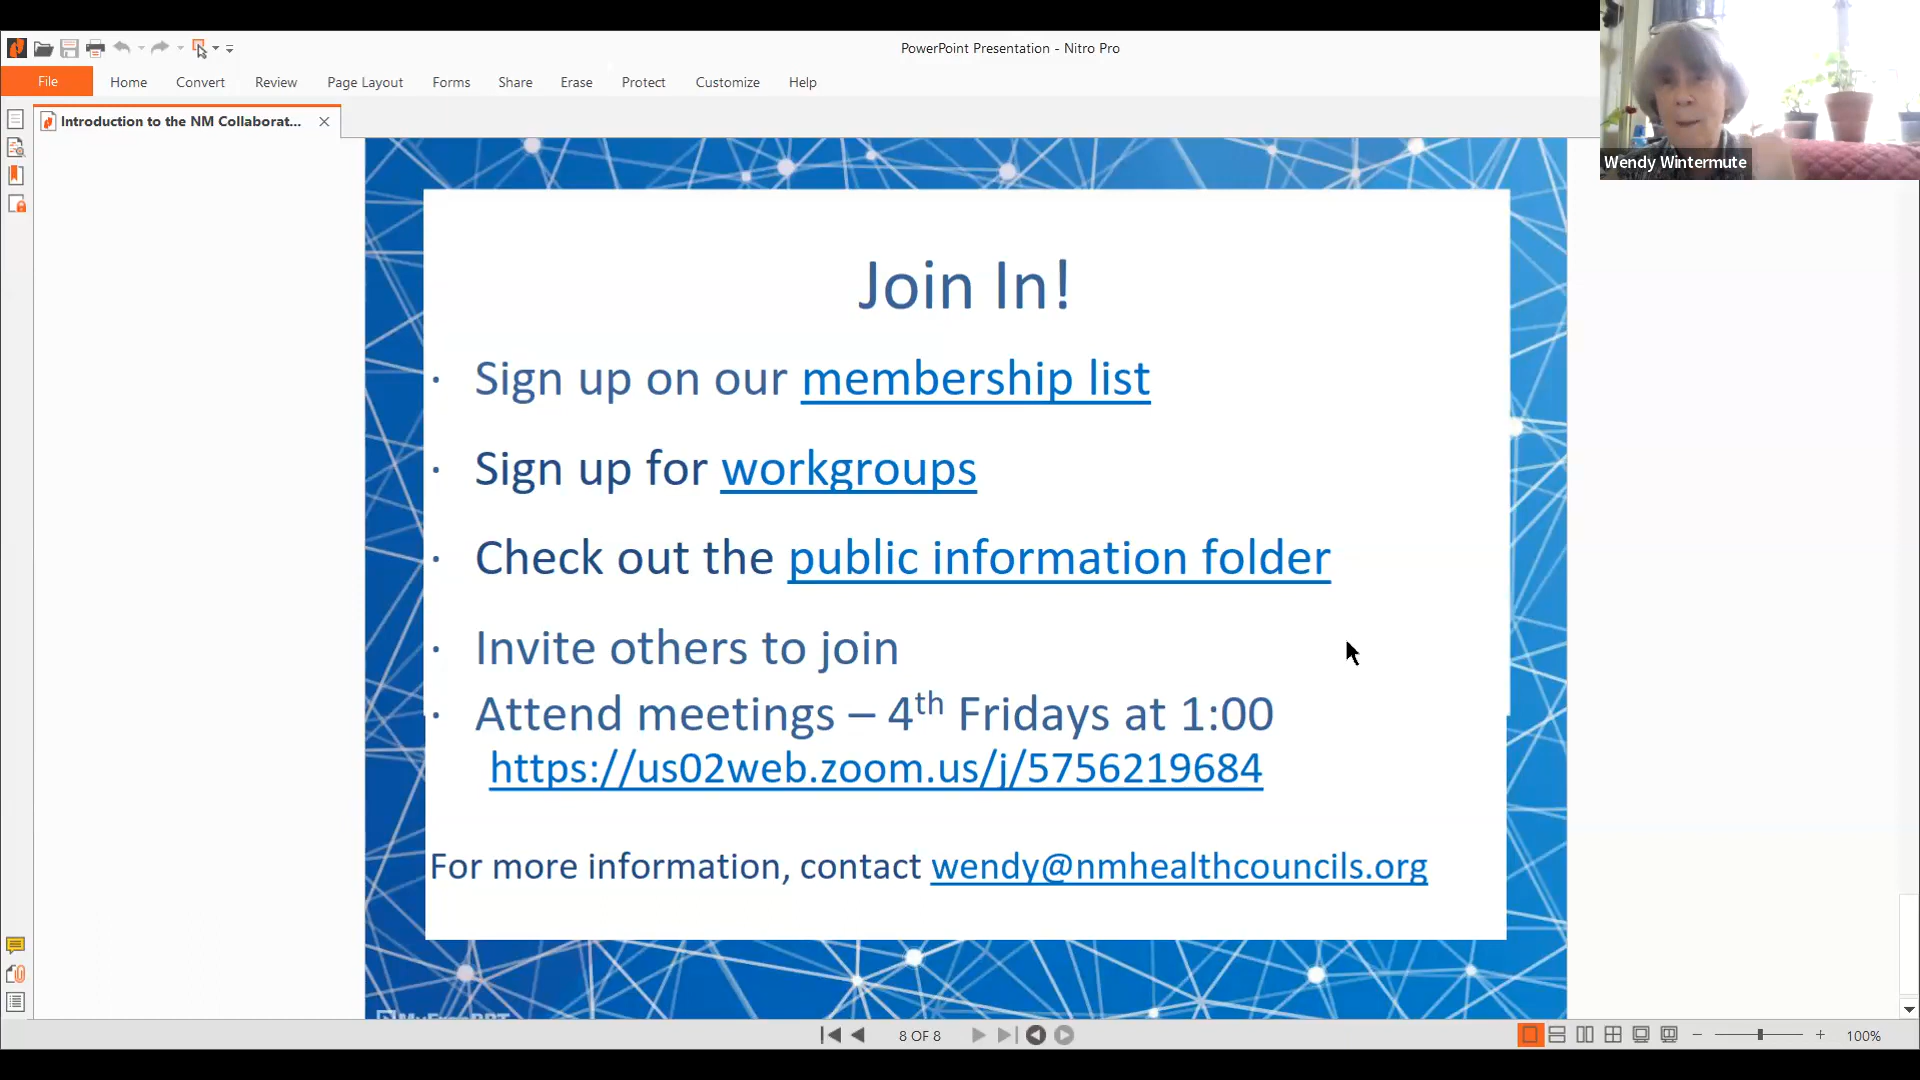 PowerPoint Presentation - Nitro Pro
File Home Convert Review Page Layout Forms Share Erase Protect Customize Help
Introduction to the NM Collaborat...
Wendy Wintermute
Join In!
· Sign up on our membership list
· Sign up for workgroups
· Check out the public information folder
· Invite others to join
· Attend meetings – 4th Fridays at 1:00
https://us02web.zoom.us/j/5756219684
For more information, contact wendy@nmhealthcouncils.org
8 OF 8
100%